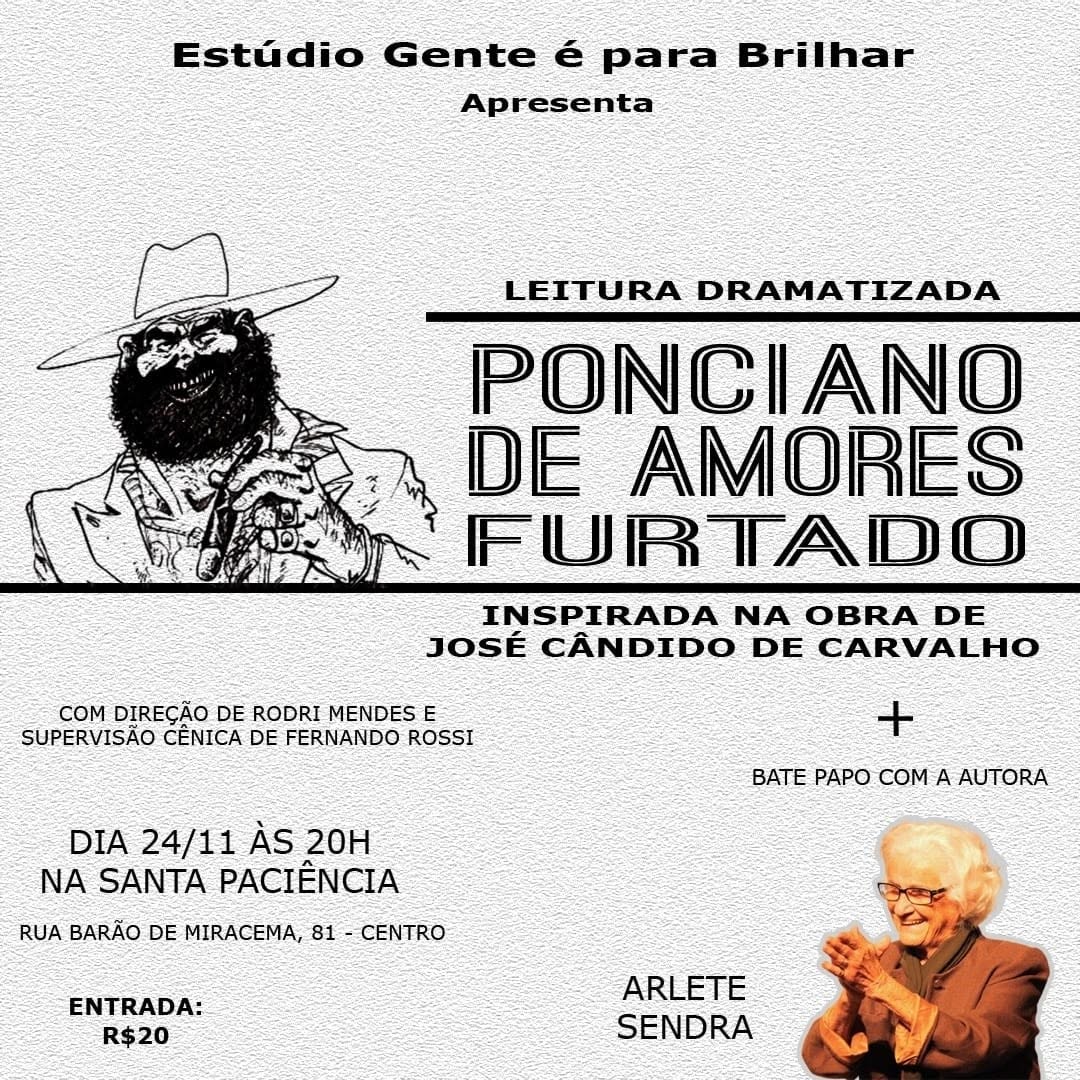 Estúdio Gente é para Brilhar
Apresenta
LEITURA DRAMATIZADA
PONCIANO
DE AMORES
FURTADO
INSPIRADA NA OBRA DE
JOSÉ CÂNDIDO DE CARVALHO
COM DIREÇÃO DE RODRI MENDES E
SUPERVISÃO CÊNICA DE FERNANDO ROSSI
+
BATE PAPO COM A AUTORA
DIA 24/11 ÀS 20H
NA SANTA PACIÊNCIA
RUA BARÃO DE MIRACEMA, 81 - CENTRO
ENTRADA:
R$20
ARLETE
SENDRA